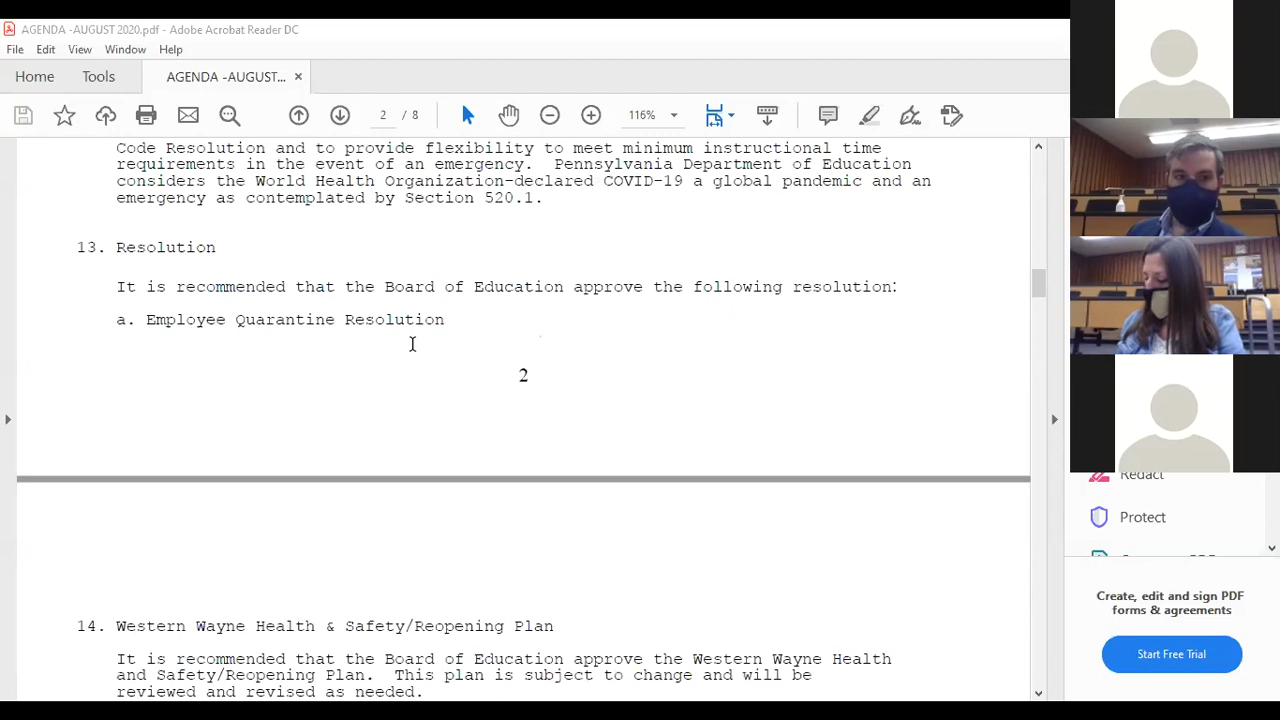 AGENDA -AUGUST 2020.pdf - Adobe Acrobat Reader DC
File Edit View Window Help
Home Tools AGENDA -AUGUST... ×
2 / 8 116%
Code Resolution and to provide flexibility to meet minimum instructional time
requirements in the event of an emergency. Pennsylvania Department of Education
considers the World Health Organization-declared COVID-19 a global pandemic and an
emergency as contemplated by Section 520.1.
13. Resolution
It is recommended that the Board of Education approve the following resolution:
a. Employee Quarantine Resolution
2
14. Western Wayne Health & Safety/Reopening Plan
It is recommended that the Board of Education approve the Western Wayne Health
and Safety/Reopening Plan. This plan is subject to change and will be
reviewed and revised as needed.
Redact
Protect
Create, edit and sign PDF
forms & agreements
Start Free Trial